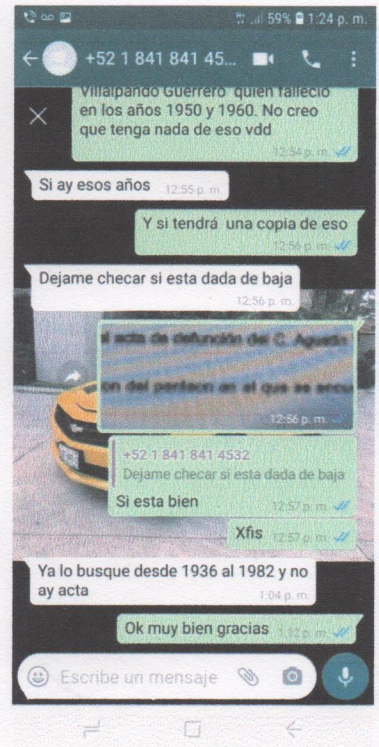 59% 1:24 p. m.
+52 1 841 841 45...
Villalpando Guerrero quien falleció
en los años 1950 y 1960. No creo
que tenga nada de eso vdd
12:54 p. m.
Si ay esos años 12:55 p. m.
Y si tendrá una copia de eso
12:56 p. m.
Dejame checar si esta dada de baja
12:56 p. m.
l acta de defunción del C. Agustin
on del panteon en el que se encu
12:56 p. m.
+52 1 841 841 4532
Dejame checar si esta dada de baja
Si esta bien 12:57 p. m.
Xfis 12:57 p. m.
Ya lo busque desde 1936 al 1982 y no
ay acta 1:04 p. m.
Ok muy bien gracias 1:12 p. m.
Escribe un mensaje